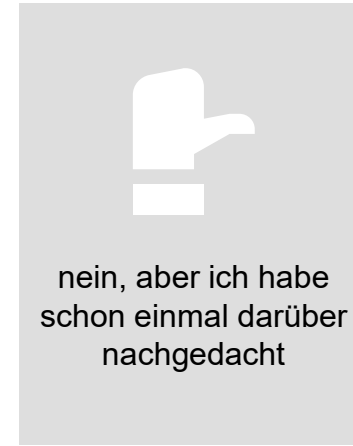 nein, aber ich habe
schon einmal darüber
nachgedacht